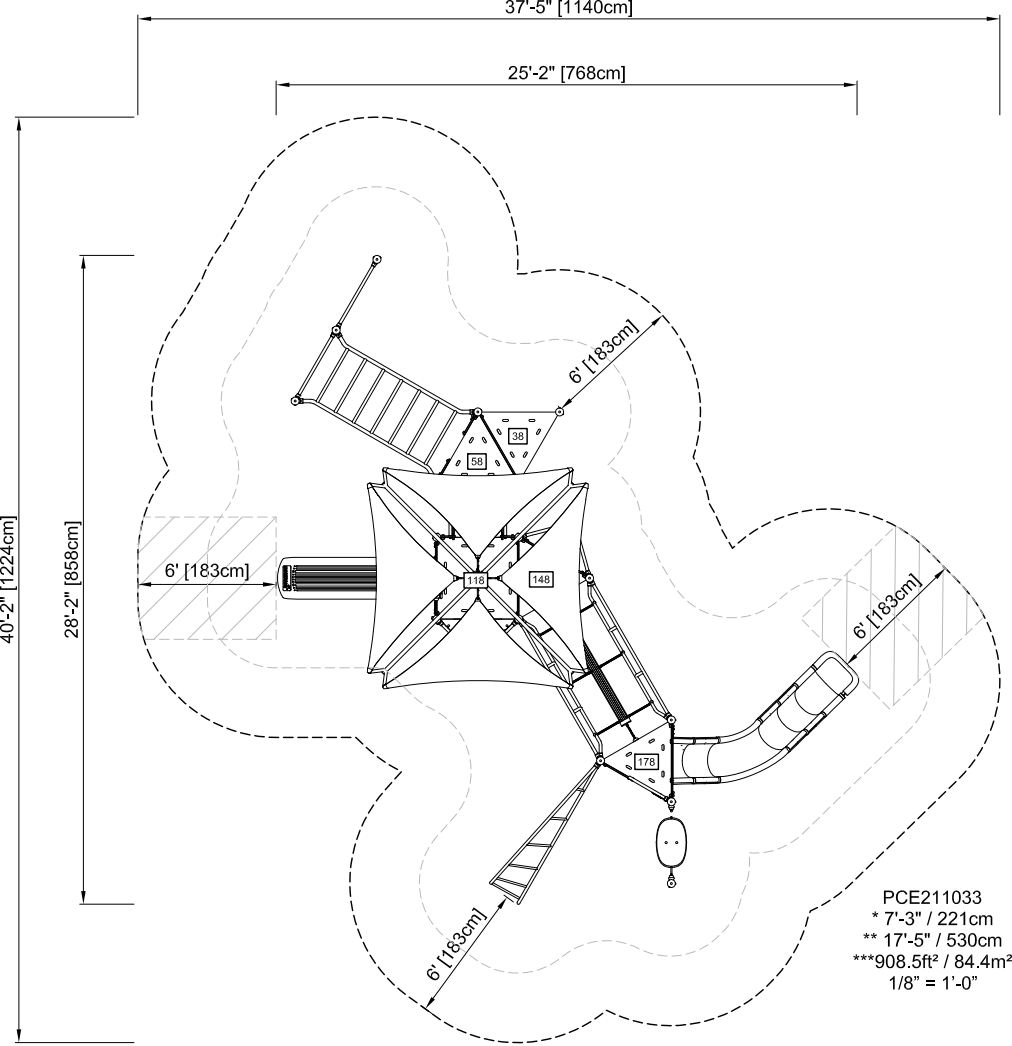 37'-5" [1140cm]
25'-2" [768cm]
40'-2" [1224cm]
28'-2" [858cm]
6' [183cm]
38
58
6' [183cm]
118
148
6' [183cm]
178
6' [183cm]
PCE211033
* 7'-3" / 221cm
** 17'-5" / 530cm
***908.5ft² / 84.4m²
1/8” = 1’-0”